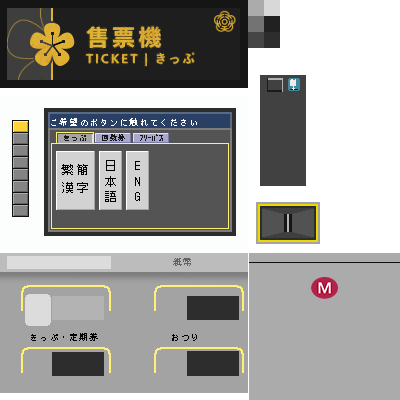 售票機
TICKET | きっぷ
ご希望のボタンに触れてください
きっぷ 回数券 フリーパス
繁簡 日 E
漢字 本 N
語 G
紙幣
M
きっぷ・定期券 おつり